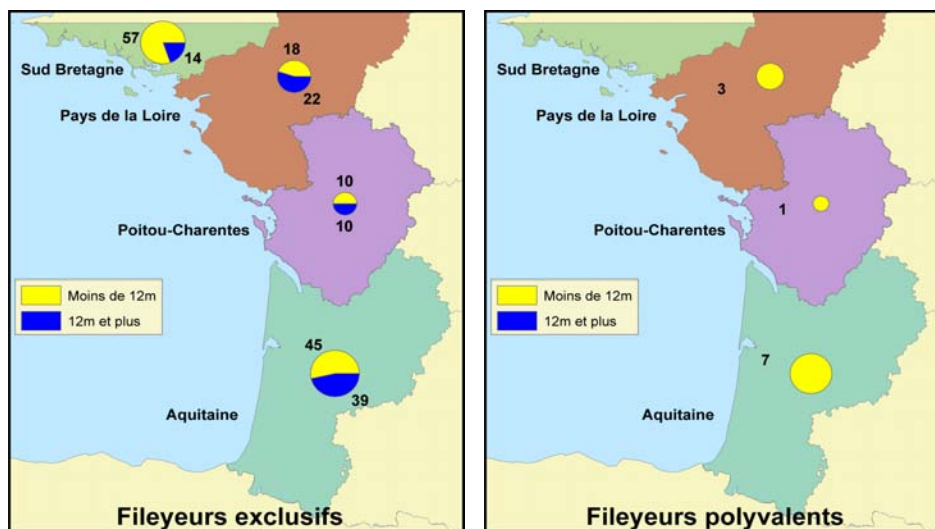 57
14
18
Sud Bretagne
22
Pays de la Loire
10
10
Poitou-Charentes
Moins de 12m
12m et plus
45
39
Aquitaine
Fileyeurs exclusifs
Sud Bretagne
3
Pays de la Loire
1
Poitou-Charentes
Moins de 12m
12m et plus
7
Aquitaine
Fileyeurs polyvalents